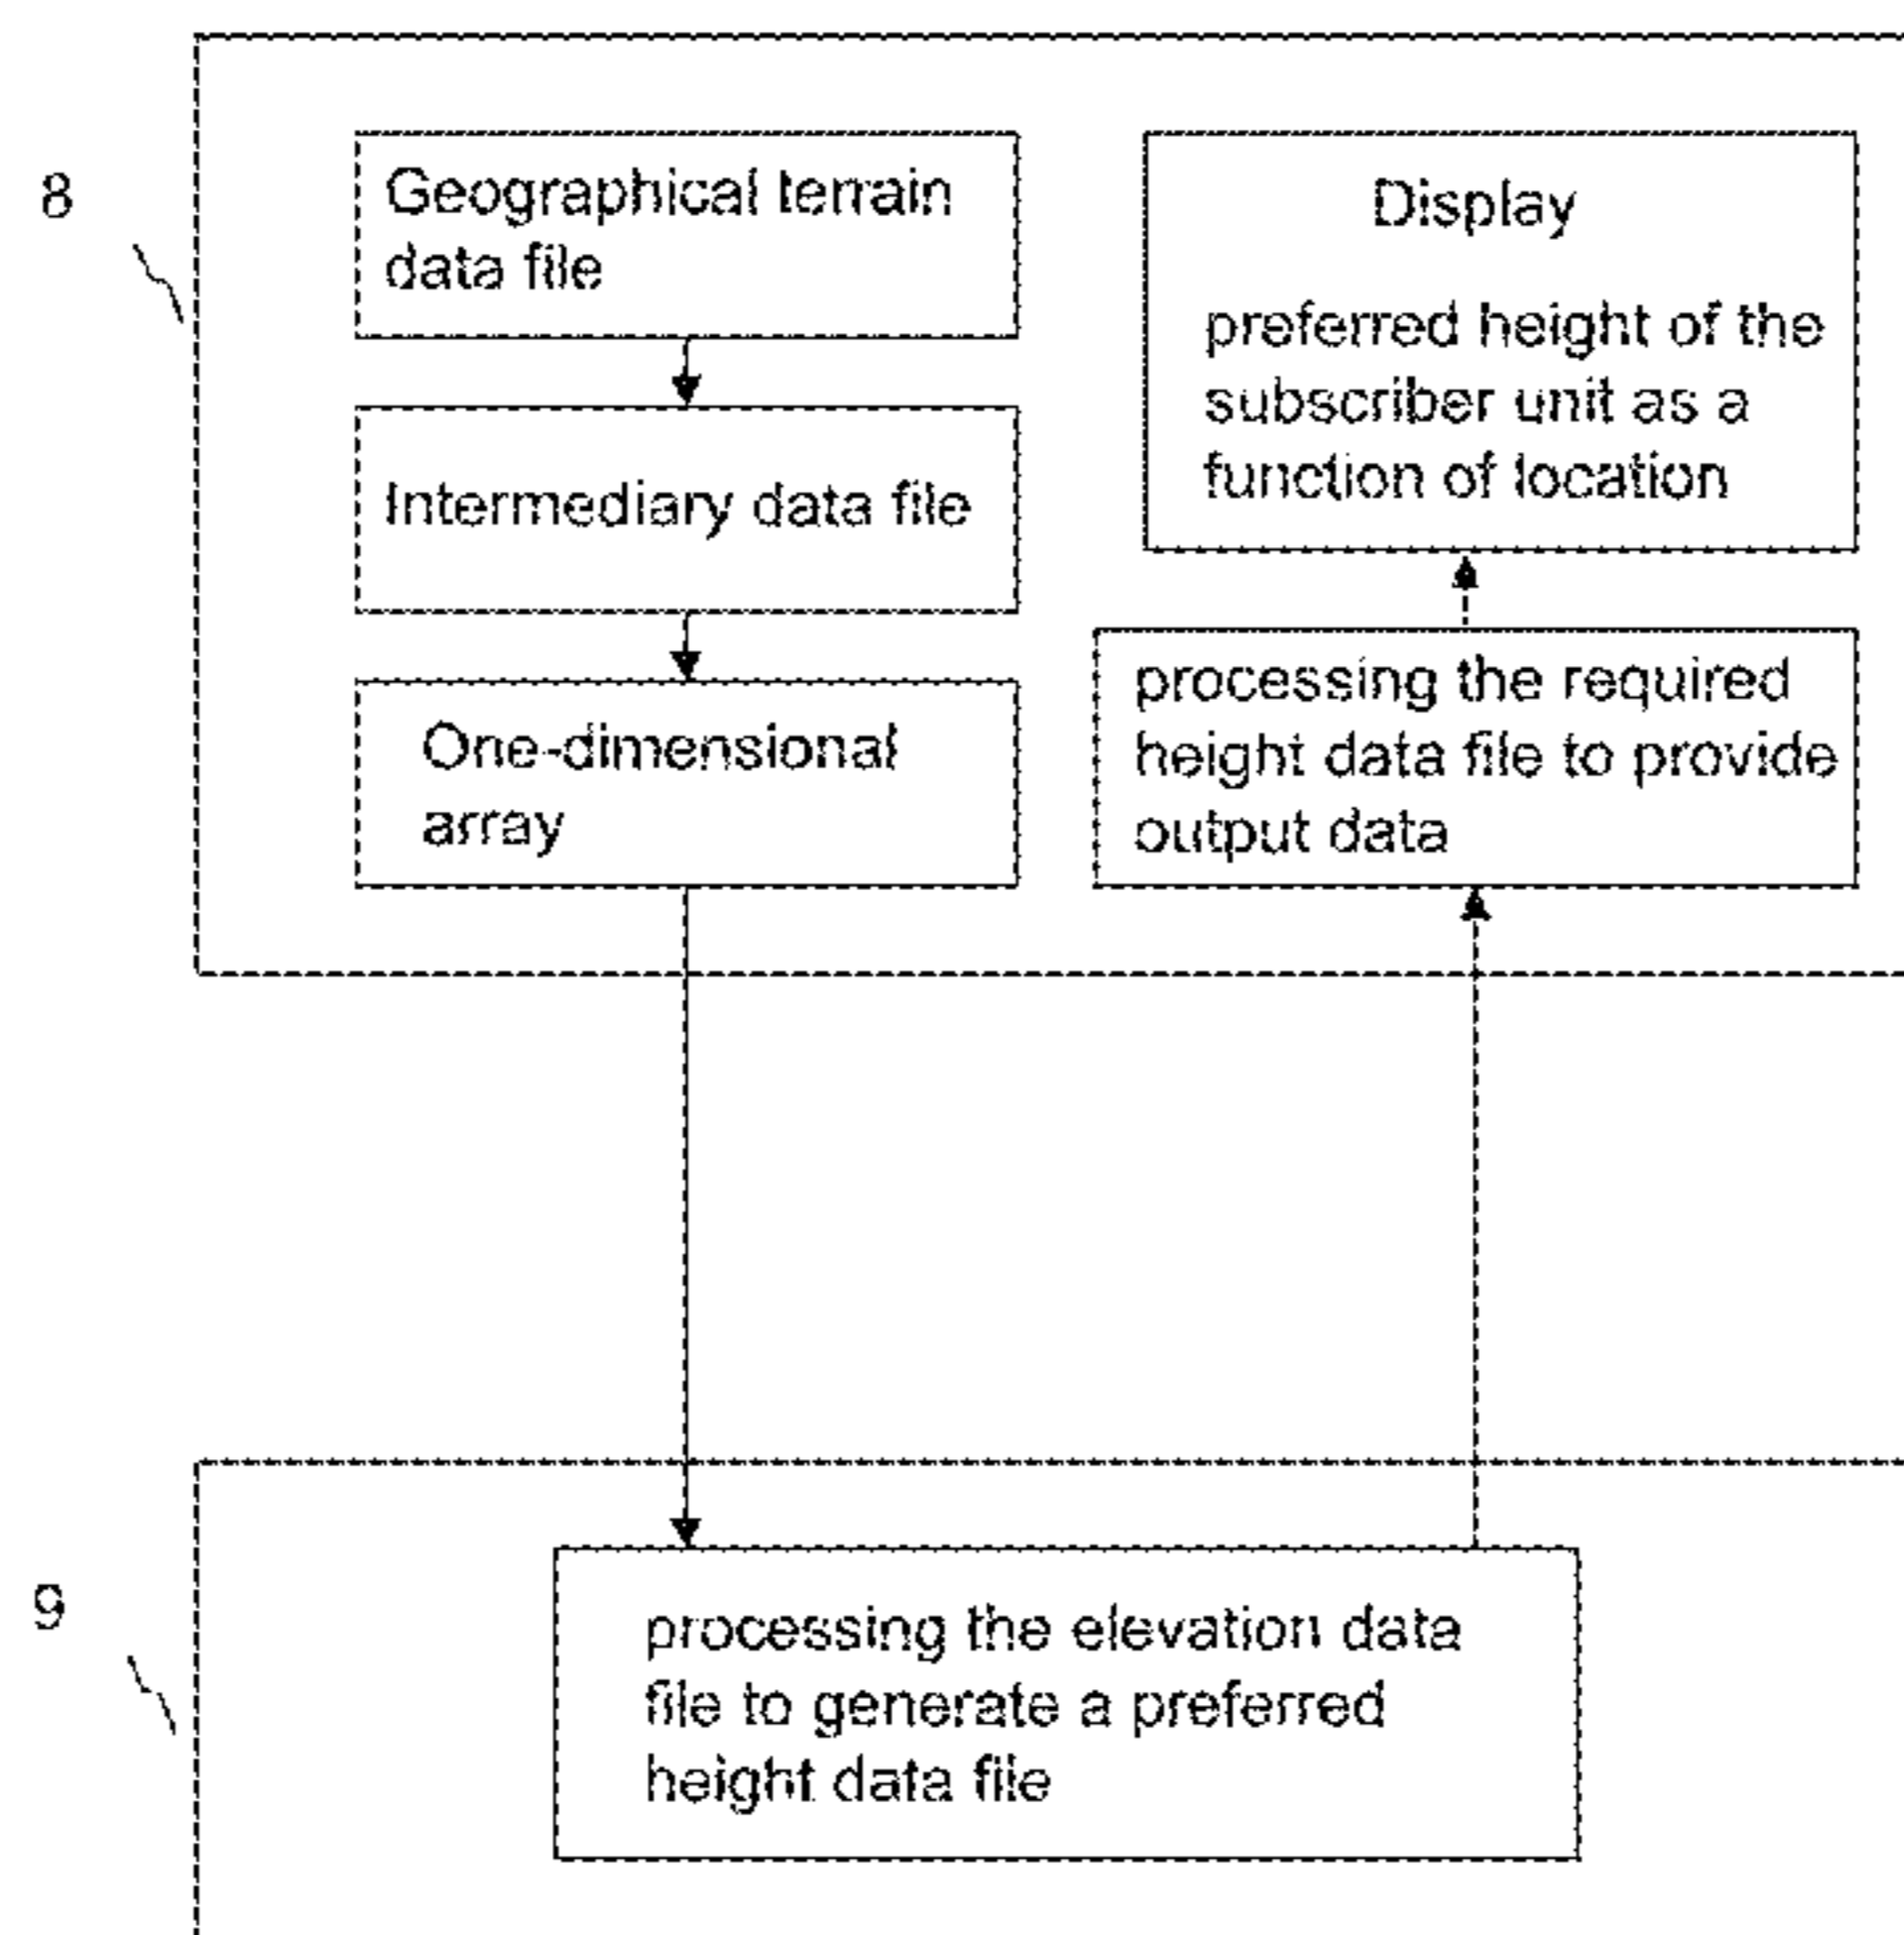 8
Geographical terrain
data file
Intermediary data file
One-dimensional
array
Display
preferred height of the
subscriber unit as a
function of location
processing the required
height data file to provide
output data
9
processing the elevation data
file to generate a preferred
height data file